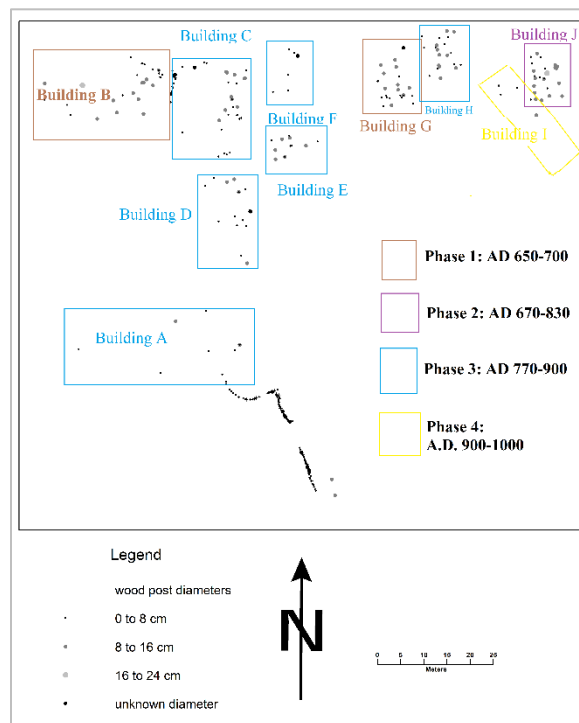 Building C
Building J
Building B
Building F
Building H
Building G
Building I
Building E
Building D
Phase 1: AD 650-700
Phase 2: AD 670-830
Building A
Phase 3: AD 770-900
Phase 4:
A.D. 900-1000
Legend
wood post diameters
0 to 8 cm
8 to 16 cm
16 to 24 cm
unknown diameter
N
0 5 10 15 20 25
Meters